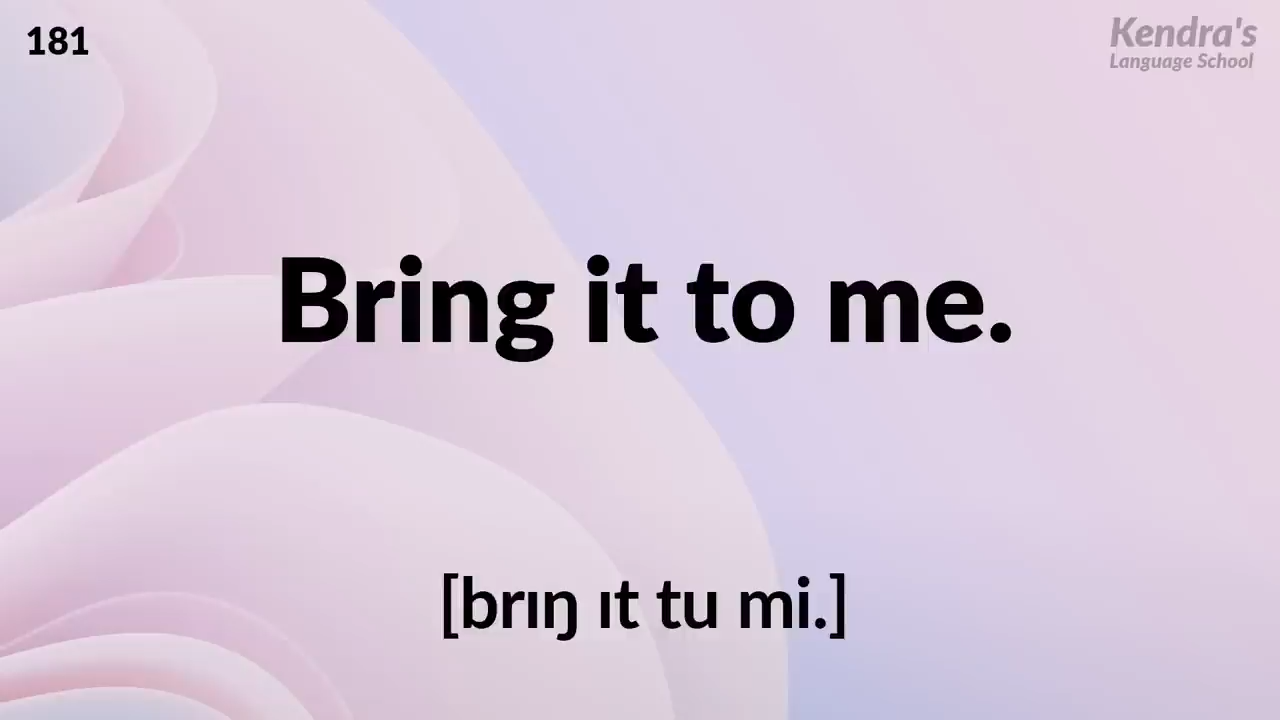 181
Kendra's
Language School
Bring it to me.
[brɪŋ ɪt tu mi.]